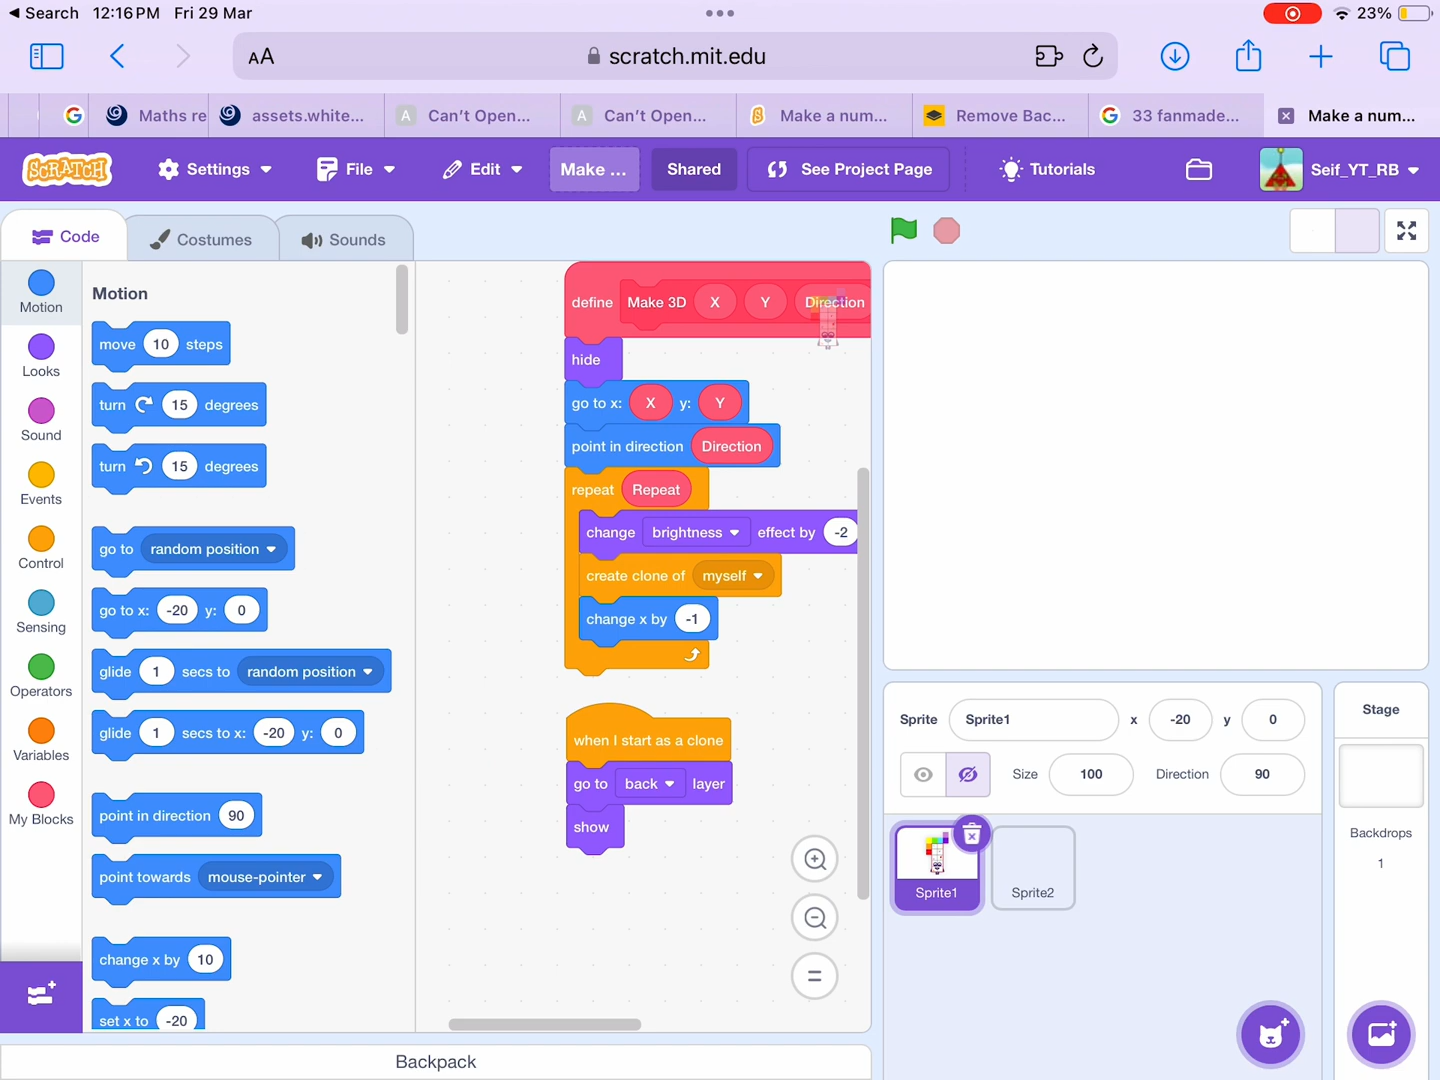 Search 12:16 PM Fri 29 Mar 23%
AA scratch.mit.edu
Maths re assets.white... Can't Open... Can't Open... Make a num... Remove Bac... 33 fanmade... Make a num...
SCRATCH Settings File Edit Make ... Shared See Project Page Tutorials Seif_YT_RB
Code Costumes Sounds
Motion
Looks
Sound
Events
Control
Sensing
Operators
Variables
My Blocks
Motion
move 10 steps
turn 15 degrees
turn 15 degrees
go to random position
go to x: -20 y: 0
glide 1 secs to random position
glide 1 secs to x: -20 y: 0
point in direction 90
point towards mouse-pointer
change x by 10
set x to -20
define Make 3D X Y Direction
hide
go to x: X y: Y
point in direction Direction
repeat Repeat
change brightness effect by -2
create clone of myself
change x by -1
when I start as a clone
go to back layer
show
Sprite Sprite1 x -20 y 0
Size 100 Direction 90
Sprite1 Sprite2
Stage
Backdrops
1
Backpack